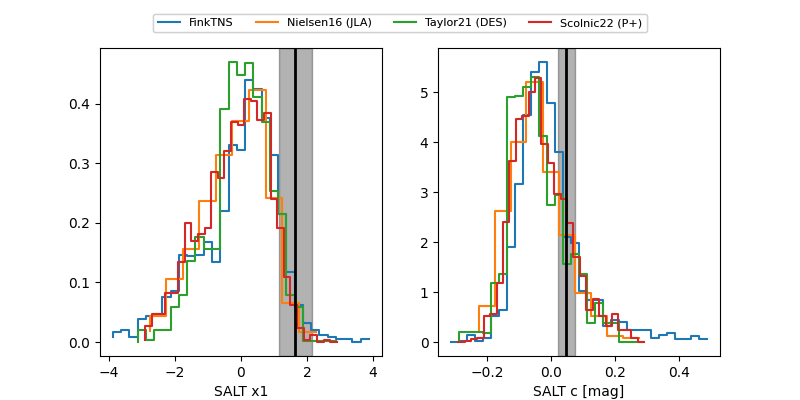 FinkTNS Nielsen16 (JLA) Taylor21 (DES) Scolnic22 (P+)
0.4
0.3
0.2
0.1
0.0
−4 −2 0 2 4
SALT x1
5
4
3
2
1
0
−0.2 0.0 0.2 0.4
SALT c [mag]